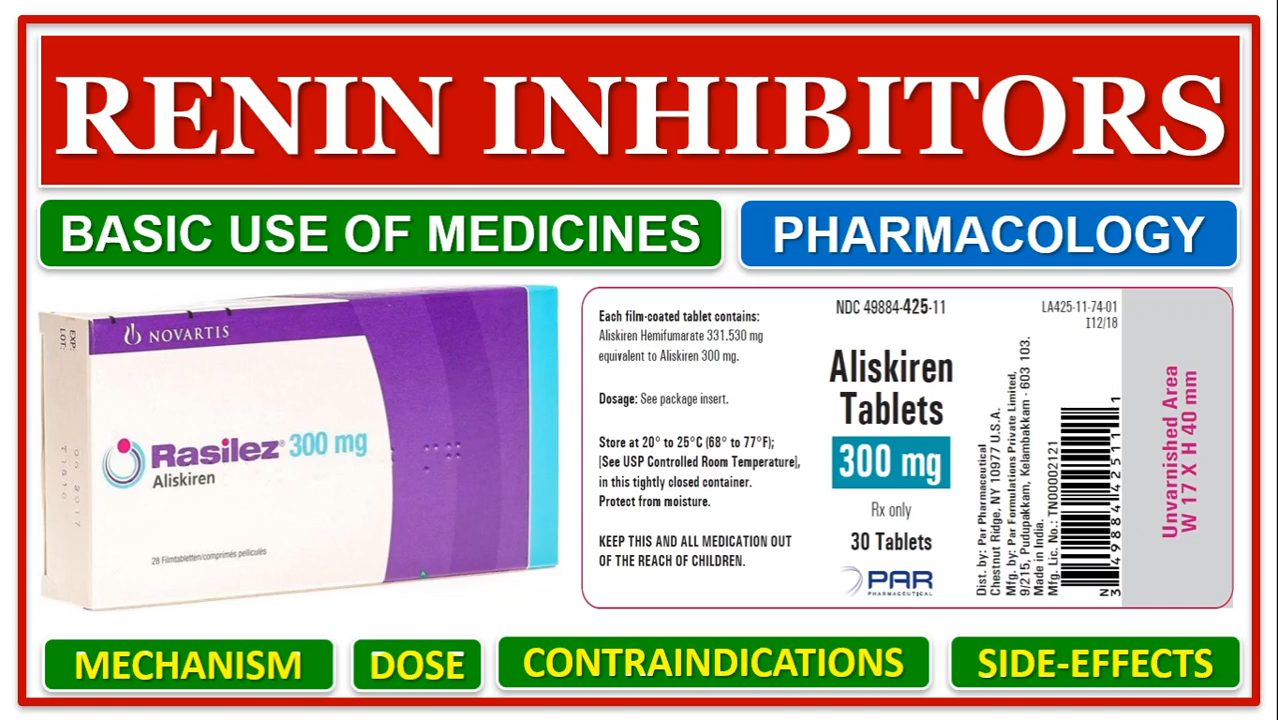 RENIN INHIBITORS
BASIC USE OF MEDICINES
PHARMACOLOGY
EXP:
LOT:
06 2017
NOVARTIS
Rasilez® 300 mg
Aliskiren
28 Filmtabletten/comprimés pelliculés
Each film-coated tablet contains:
Aliskiren Hemifumarate 331.530 mg
equivalent to Aliskiren 300 mg.
Dosage: See package insert.
Store at 20° to 25°C (68° to 77°F);
[See USP Controlled Room Temperature],
in this tightly closed container.
Protect from moisture.
KEEP THIS AND ALL MEDICATION OUT
OF THE REACH OF CHILDREN.
NDC 49884-425-11
Aliskiren
Tablets
300 mg
Rx only
30 Tablets
PAR
PHARMACEUTICAL
LA425-11-74-01
I12/18
Dist. by: Par Pharmaceutical
Chestnut Ridge, NY 10977 U.S.A.
Mfg. by: Par Formulations Private Limited,
9/215, Pudupakkam, Kelambakkam - 603 103.
Made in India.
Mfg. Lic. No.: TN00002121
N 3 49884 42511 1
Unvarnished Area
W 17 X H 40 mm
MECHANISM
DOSE
CONTRAINDICATIONS
SIDE-EFFECTS